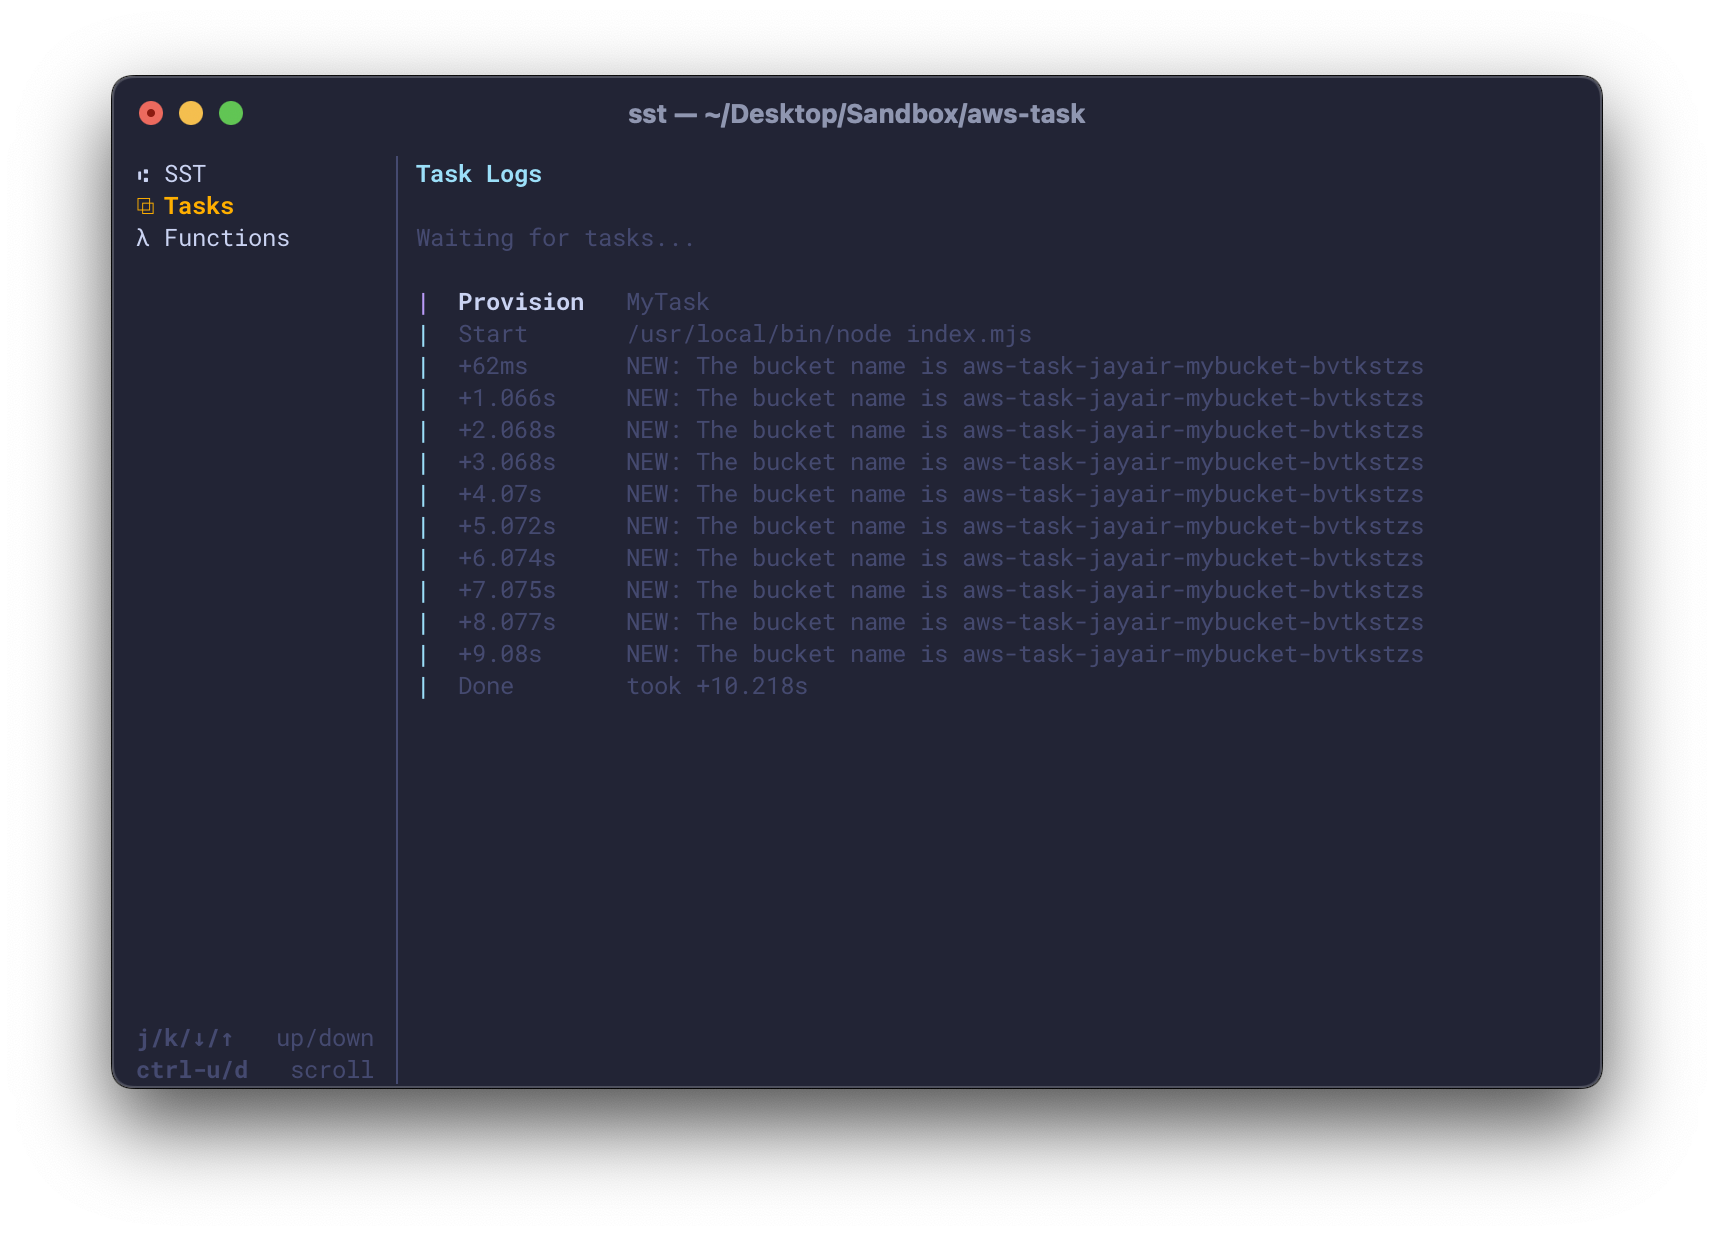 sst — ~/Desktop/Sandbox/aws-task
SST
Tasks
λ Functions
j/k/↓/↑ up/down
ctrl-u/d scroll
Task Logs
Waiting for tasks...
| Provision MyTask
| Start /usr/local/bin/node index.mjs
| +62ms NEW: The bucket name is aws-task-jayair-mybucket-bvtkstzs
| +1.066s NEW: The bucket name is aws-task-jayair-mybucket-bvtkstzs
| +2.068s NEW: The bucket name is aws-task-jayair-mybucket-bvtkstzs
| +3.068s NEW: The bucket name is aws-task-jayair-mybucket-bvtkstzs
| +4.07s NEW: The bucket name is aws-task-jayair-mybucket-bvtkstzs
| +5.072s NEW: The bucket name is aws-task-jayair-mybucket-bvtkstzs
| +6.074s NEW: The bucket name is aws-task-jayair-mybucket-bvtkstzs
| +7.075s NEW: The bucket name is aws-task-jayair-mybucket-bvtkstzs
| +8.077s NEW: The bucket name is aws-task-jayair-mybucket-bvtkstzs
| +9.08s NEW: The bucket name is aws-task-jayair-mybucket-bvtkstzs
| Done took +10.218s